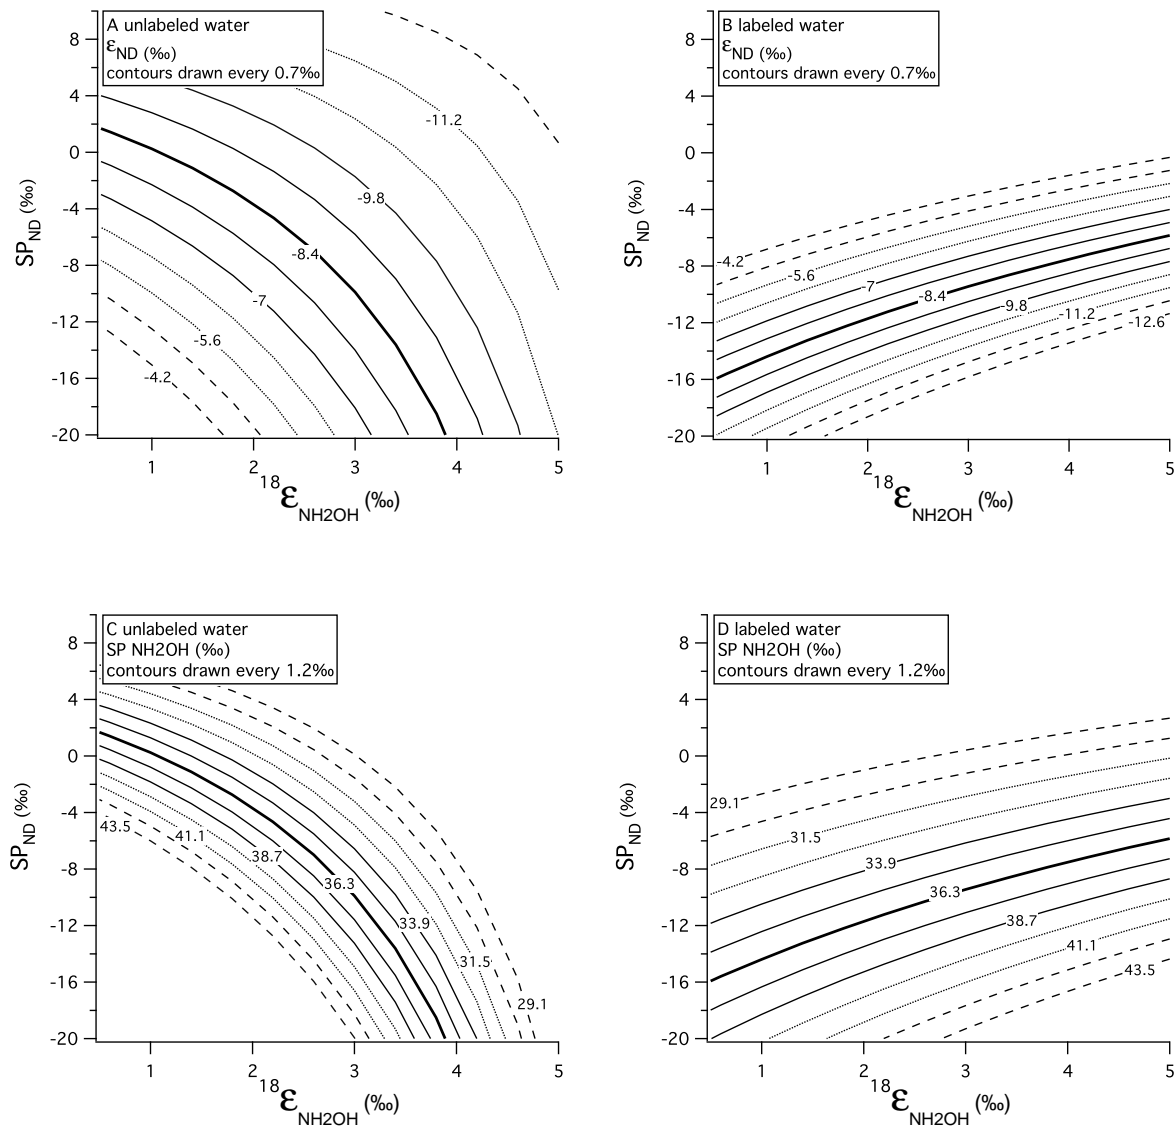 A unlabeled water
εND (‰)
contours drawn every 0.7‰
8
4
0
-4
-8
-12
-16
-20
SPND (‰)
-11.2
-9.8
-8.4
-7
-5.6
-4.2
1 2 3 4 5
18εNH2OH (‰)
B labeled water
εND (‰)
contours drawn every 0.7‰
8
4
0
-4
-8
-12
-16
-20
SPND (‰)
-4.2
-5.6
-7
-8.4
-9.8
-11.2
-12.6
1 2 3 4 5
18εNH2OH (‰)
C unlabeled water
SP NH2OH (‰)
contours drawn every 1.2‰
8
4
0
-4
-8
-12
-16
-20
SPND (‰)
43.5
41.1
38.7
36.3
33.9
31.5
29.1
1 2 3 4 5
18εNH2OH (‰)
D labeled water
SP NH2OH (‰)
contours drawn every 1.2‰
8
4
0
-4
-8
-12
-16
-20
SPND (‰)
29.1
31.5
33.9
36.3
38.7
41.1
43.5
1 2 3 4 5
18εNH2OH (‰)